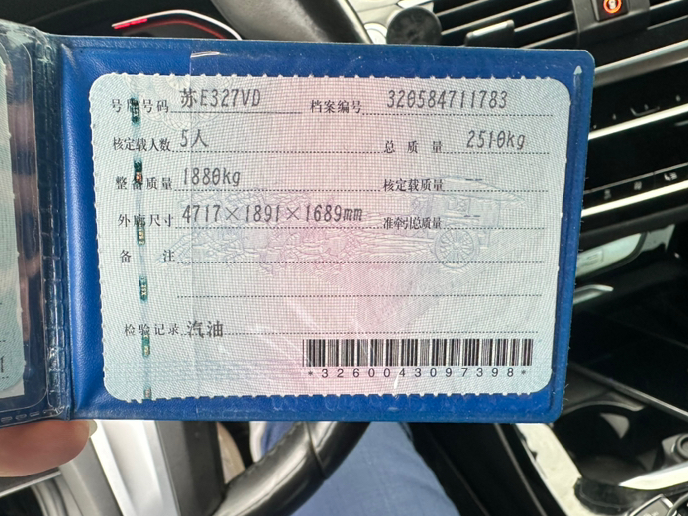 号牌号码 苏E327VD 档案编号 320584711783
核定载人数 5人 总质量 2510kg
整备质量 1880kg 核定载质量 --
外廓尺寸 4717×1891×1689mm 准牵引总质量 --
备注
检验记录 汽油
*3260043097398*